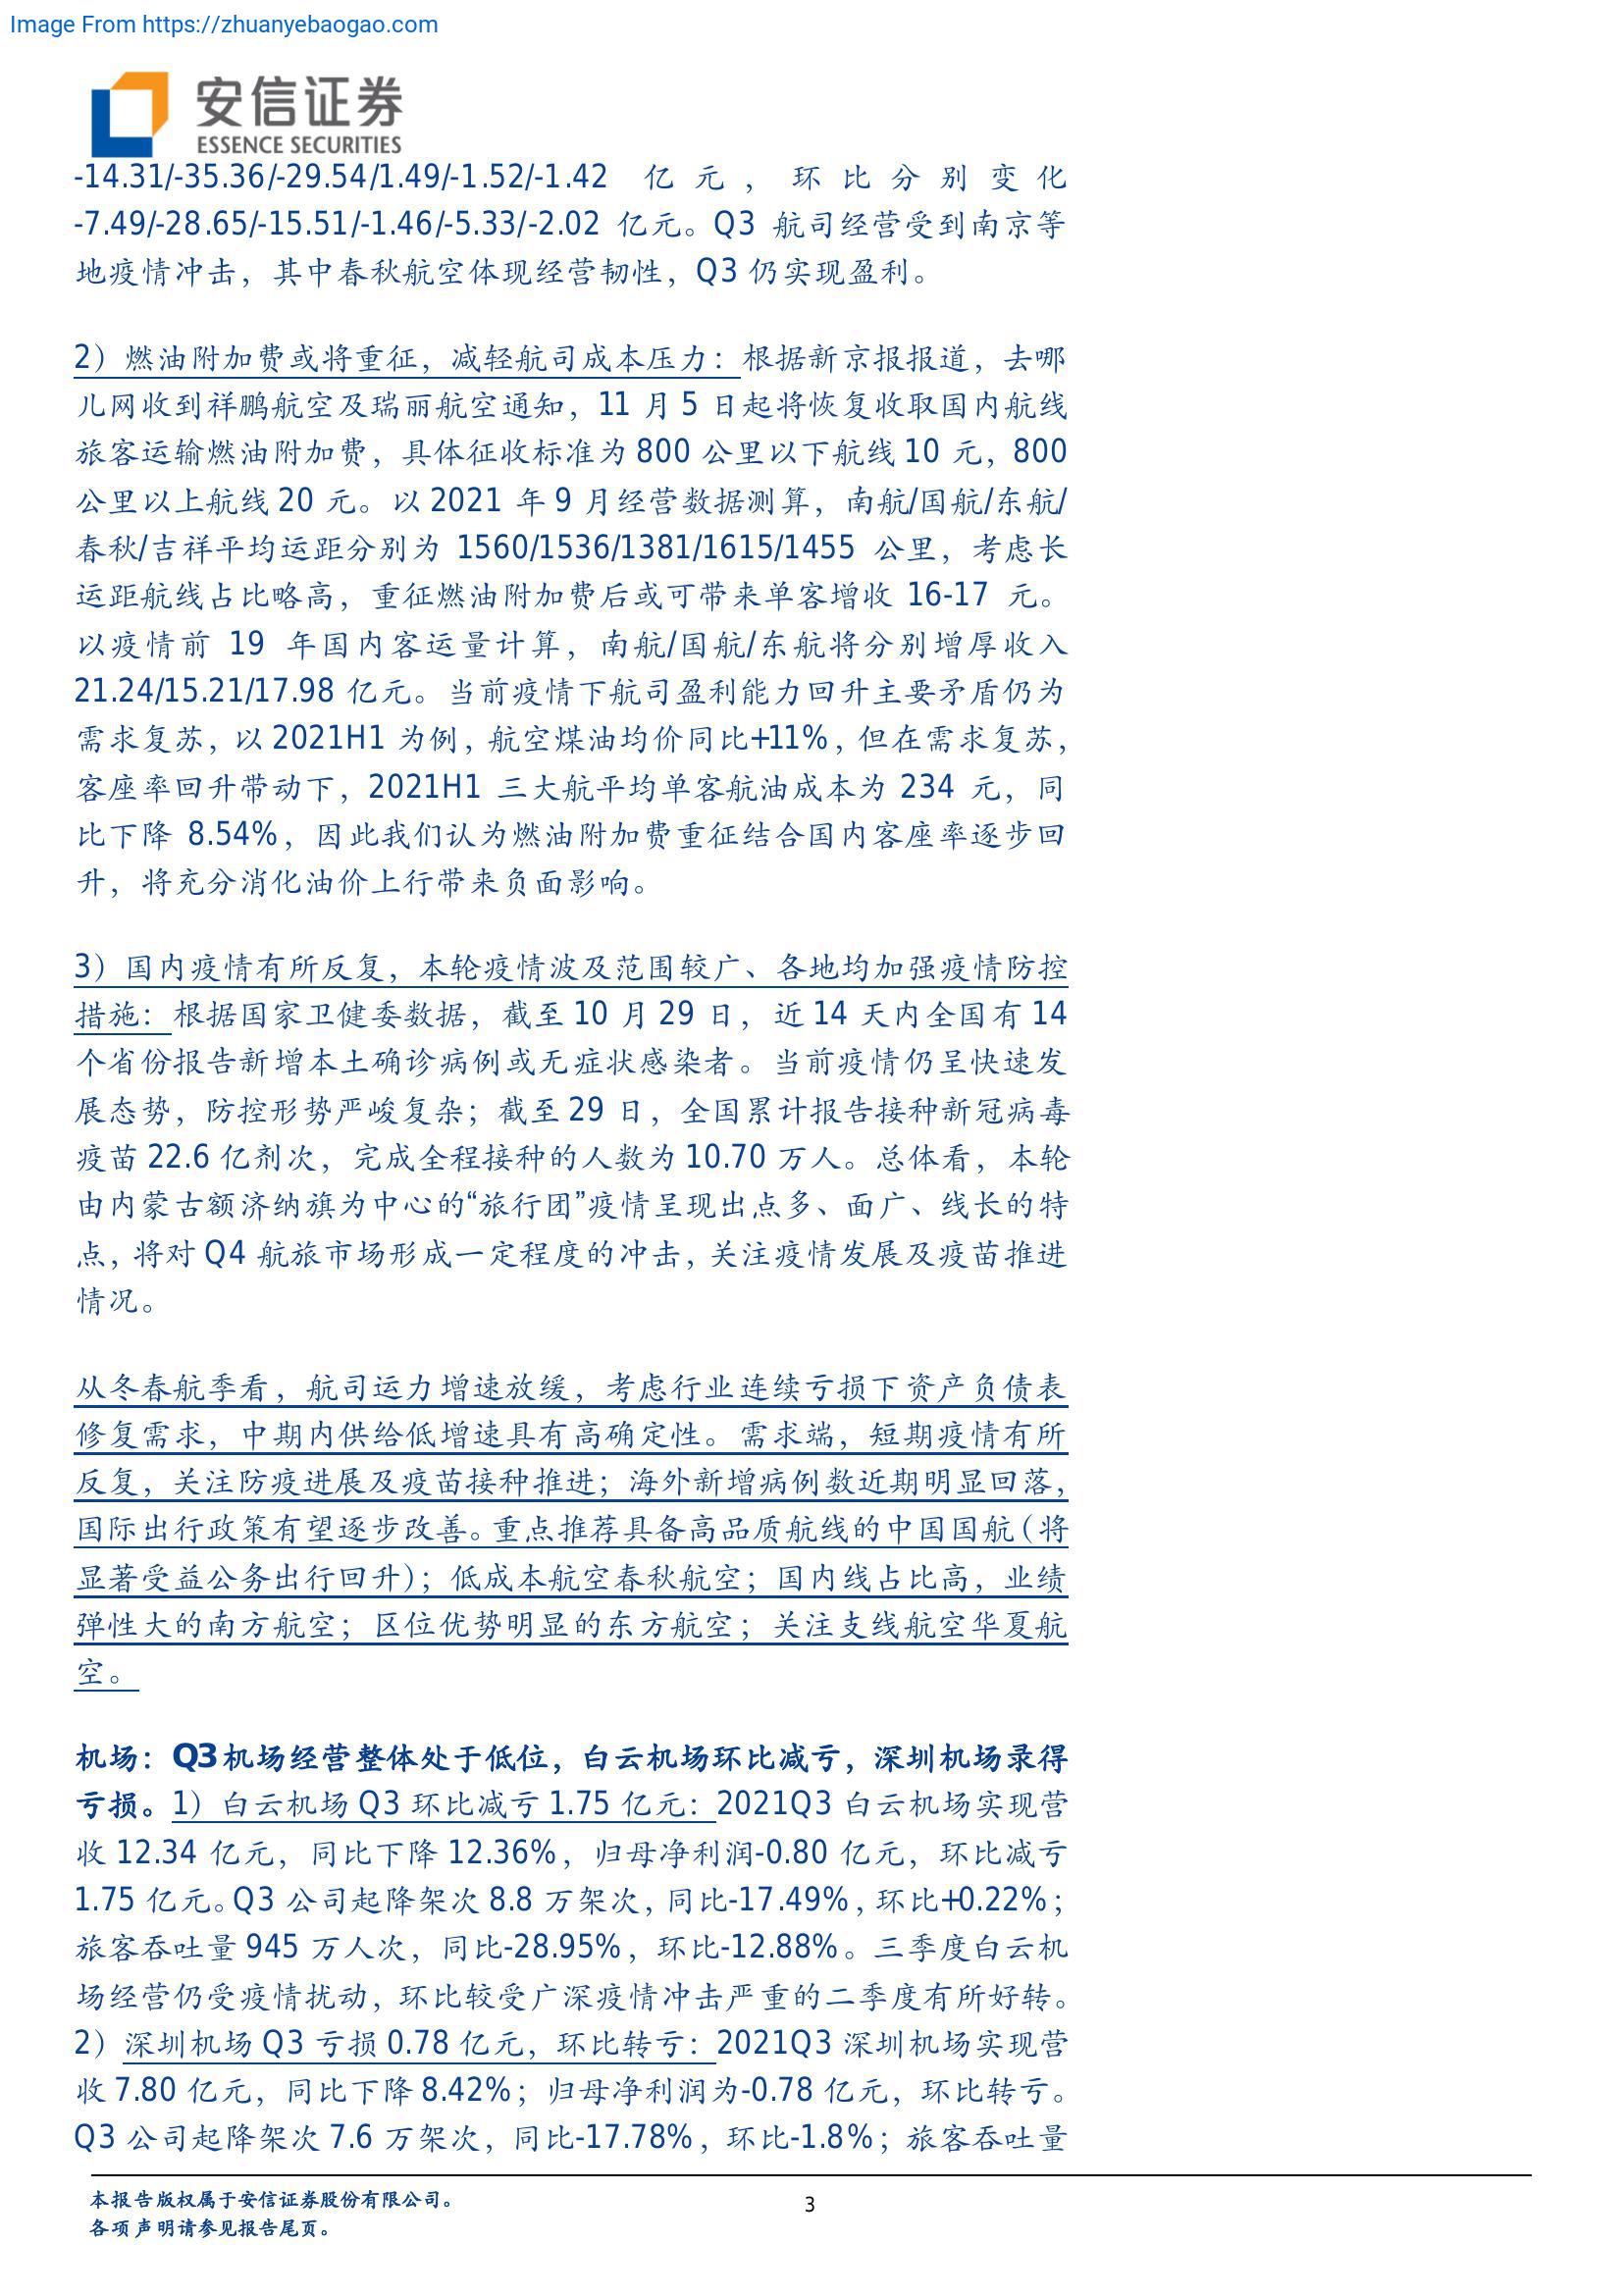 Image From https://zhuanyebaogao.com
安信证券
ESSENCE SECURITIES
-14.31/-35.36/-29.54/1.49/-1.52/-1.42 亿元，环比分别变化
-7.49/-28.65/-15.51/-1.46/-5.33/-2.02 亿元。Q3 航司经营受到南京等
地疫情冲击，其中春秋航空体现经营韧性，Q3 仍实现盈利。
2）燃油附加费或将重征，减轻航司成本压力：根据新京报报道，去哪
儿网收到祥鹏航空及瑞丽航空通知，11 月 5 日起将恢复收取国内航线
旅客运输燃油附加费，具体征收标准为 800 公里以下航线 10 元，800
公里以上航线 20 元。以 2021 年 9 月经营数据测算，南航/国航/东航/
春秋/吉祥平均运距分别为 1560/1536/1381/1615/1455 公里，考虑长
运距航线占比略高，重征燃油附加费后或可带来单客增收 16-17 元。
以疫情前 19 年国内客运量计算，南航/国航/东航将分别增厚收入
21.24/15.21/17.98 亿元。当前疫情下航司盈利能力回升主要矛盾仍为
需求复苏，以 2021H1 为例，航空煤油均价同比+11%，但在需求复苏，
客座率回升带动下，2021H1 三大航平均单客航油成本为 234 元，同
比下降 8.54%，因此我们认为燃油附加费重征结合国内客座率逐步回
升，将充分消化油价上行带来负面影响。
3）国内疫情有所反复，本轮疫情波及范围较广、各地均加强疫情防控
措施：根据国家卫健委数据，截至 10 月 29 日，近 14 天内全国有 14
个省份报告新增本土确诊病例或无症状感染者。当前疫情仍呈快速发
展态势，防控形势严峻复杂；截至 29 日，全国累计报告接种新冠病毒
疫苗 22.6 亿剂次，完成全程接种的人数为 10.70 万人。总体看，本轮
由内蒙古额济纳旗为中心的“旅行团”疫情呈现出点多、面广、线长的特
点，将对 Q4 航旅市场形成一定程度的冲击，关注疫情发展及疫苗推进
情况。
从冬春航季看，航司运力增速放缓，考虑行业连续亏损下资产负债表
修复需求，中期内供给低增速具有高确定性。需求端，短期疫情有所
反复，关注防疫进展及疫苗接种推进；海外新增病例数近期明显回落，
国际出行政策有望逐步改善。重点推荐具备高品质航线的中国国航（将
显著受益公务出行回升）；低成本航空春秋航空；国内线占比高，业绩
弹性大的南方航空；区位优势明显的东方航空；关注支线航空华夏航
空。
机场：Q3 机场经营整体处于低位，白云机场环比减亏，深圳机场录得
亏损。1）白云机场 Q3 环比减亏 1.75 亿元：2021Q3 白云机场实现营
收 12.34 亿元，同比下降 12.36%，归母净利润-0.80 亿元，环比减亏
1.75 亿元。Q3 公司起降架次 8.8 万架次，同比-17.49%，环比+0.22%；
旅客吞吐量 945 万人次，同比-28.95%，环比-12.88%。三季度白云机
场经营仍受疫情扰动，环比较受广深疫情冲击严重的二季度有所好转。
2）深圳机场 Q3 亏损 0.78 亿元，环比转亏：2021Q3 深圳机场实现营
收 7.80 亿元，同比下降 8.42%；归母净利润为-0.78 亿元，环比转亏。
Q3 公司起降架次 7.6 万架次，同比-17.78%，环比-1.8%；旅客吞吐量
本报告版权属于安信证券股份有限公司。
3
各项声明请参见报告尾页。